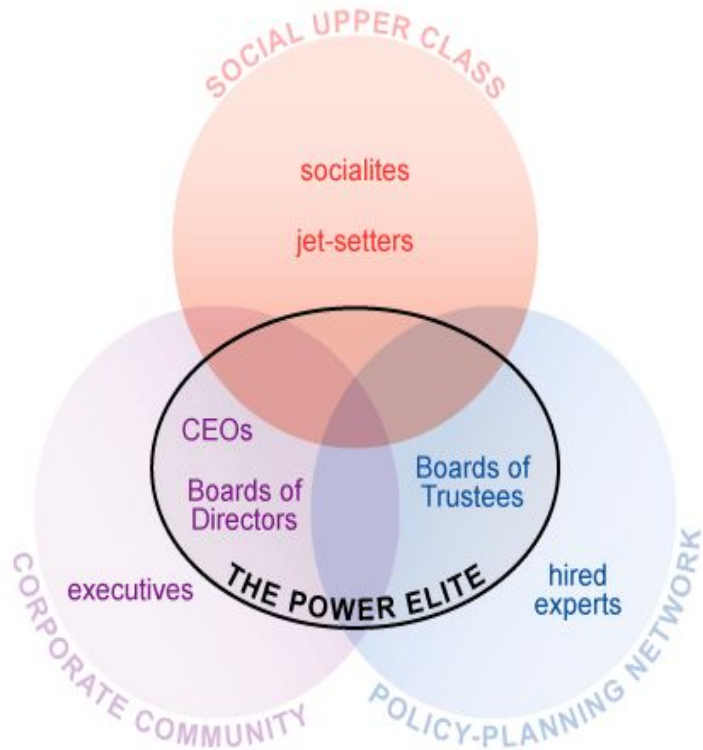 SOCIAL UPPER CLASS
socialites
jet-setters
CEOs
Boards of
Directors
Boards of
Trustees
executives
THE POWER ELITE
hired
experts
CORPORATE COMMUNITY
POLICY-PLANNING NETWORK